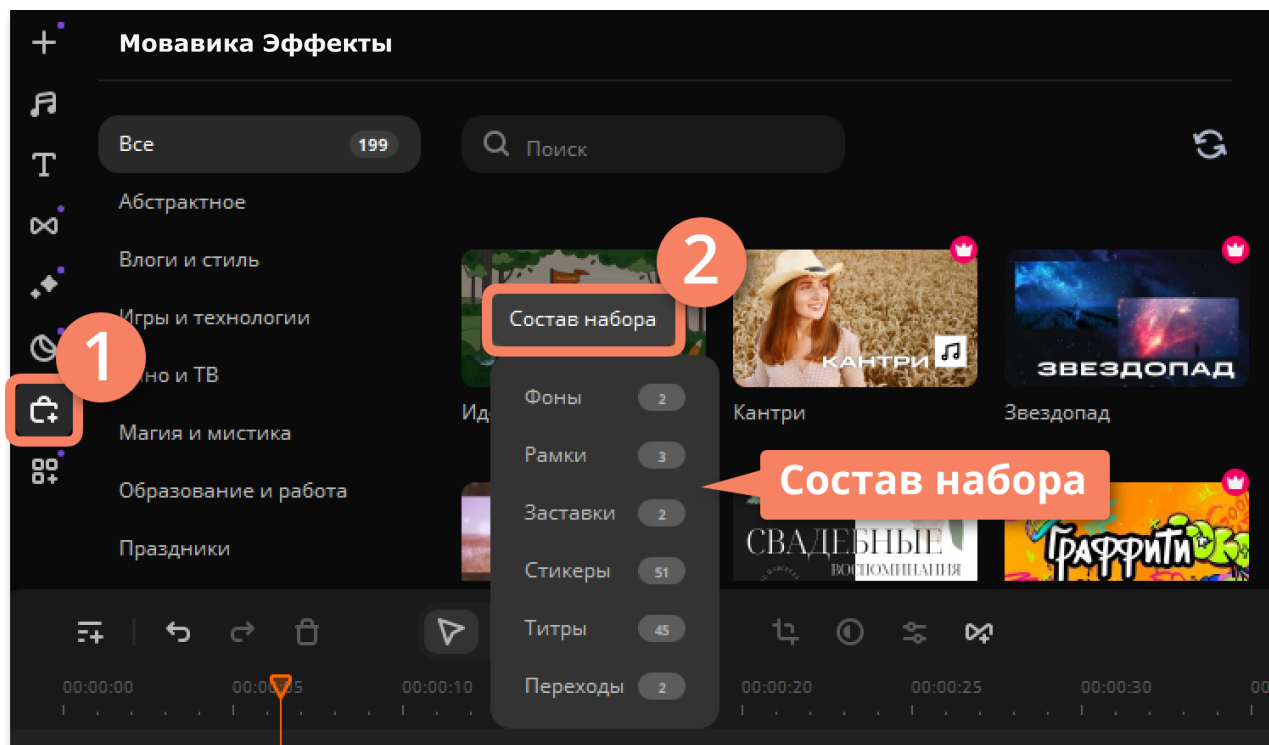 Мовавика Эффекты
Все 199
Поиск
Абстрактное
Влоги и стиль
Игры и технологии
но и ТВ
Магия и мистика
Образование и работа
Праздники
1
2
Состав набора
Фоны 2
Рамки 3
Заставки 2
Стикеры 51
Титры 45
Переходы 2
Состав набора
КАНТРИ
ЗВЕЗДОПАД
Ид
Кантри
Звездопад
СВАДЕБНЫЕ
ВОСПОМИНАНИЯ
ГРАФФИТИ
00:00:00
00:00:05
00:00:10
00:00:20
00:00:25
00:00:30
00